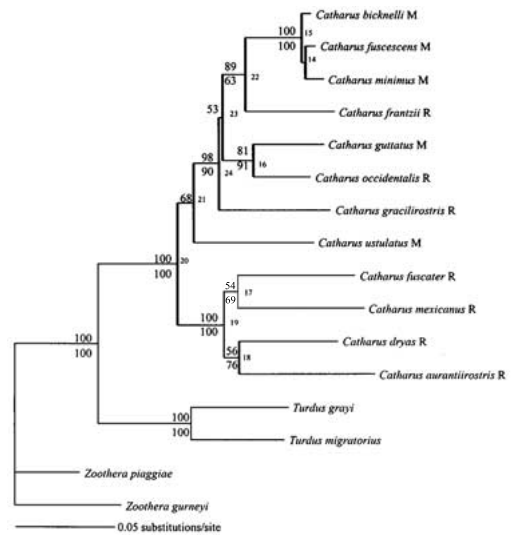 Catharus bicknelli M
100
100
15
Catharus fuscescens M
14
Catharus minimus M
89
63
22
53
Catharus frantzii R
23
Catharus guttatus M
81
91
16
98
90
24
Catharus occidentalis R
68
21
Catharus gracilirostris R
Catharus ustulatus M
100
100
20
Catharus fuscater R
54
69
17
Catharus mexicanus R
100
100
19
Catharus dryas R
56
76
18
Catharus aurantiirostris R
100
100
Turdus grayi
100
100
Turdus migratorius
Zoothera piaggiae
Zoothera gurneyi
0.05 substitutions/site